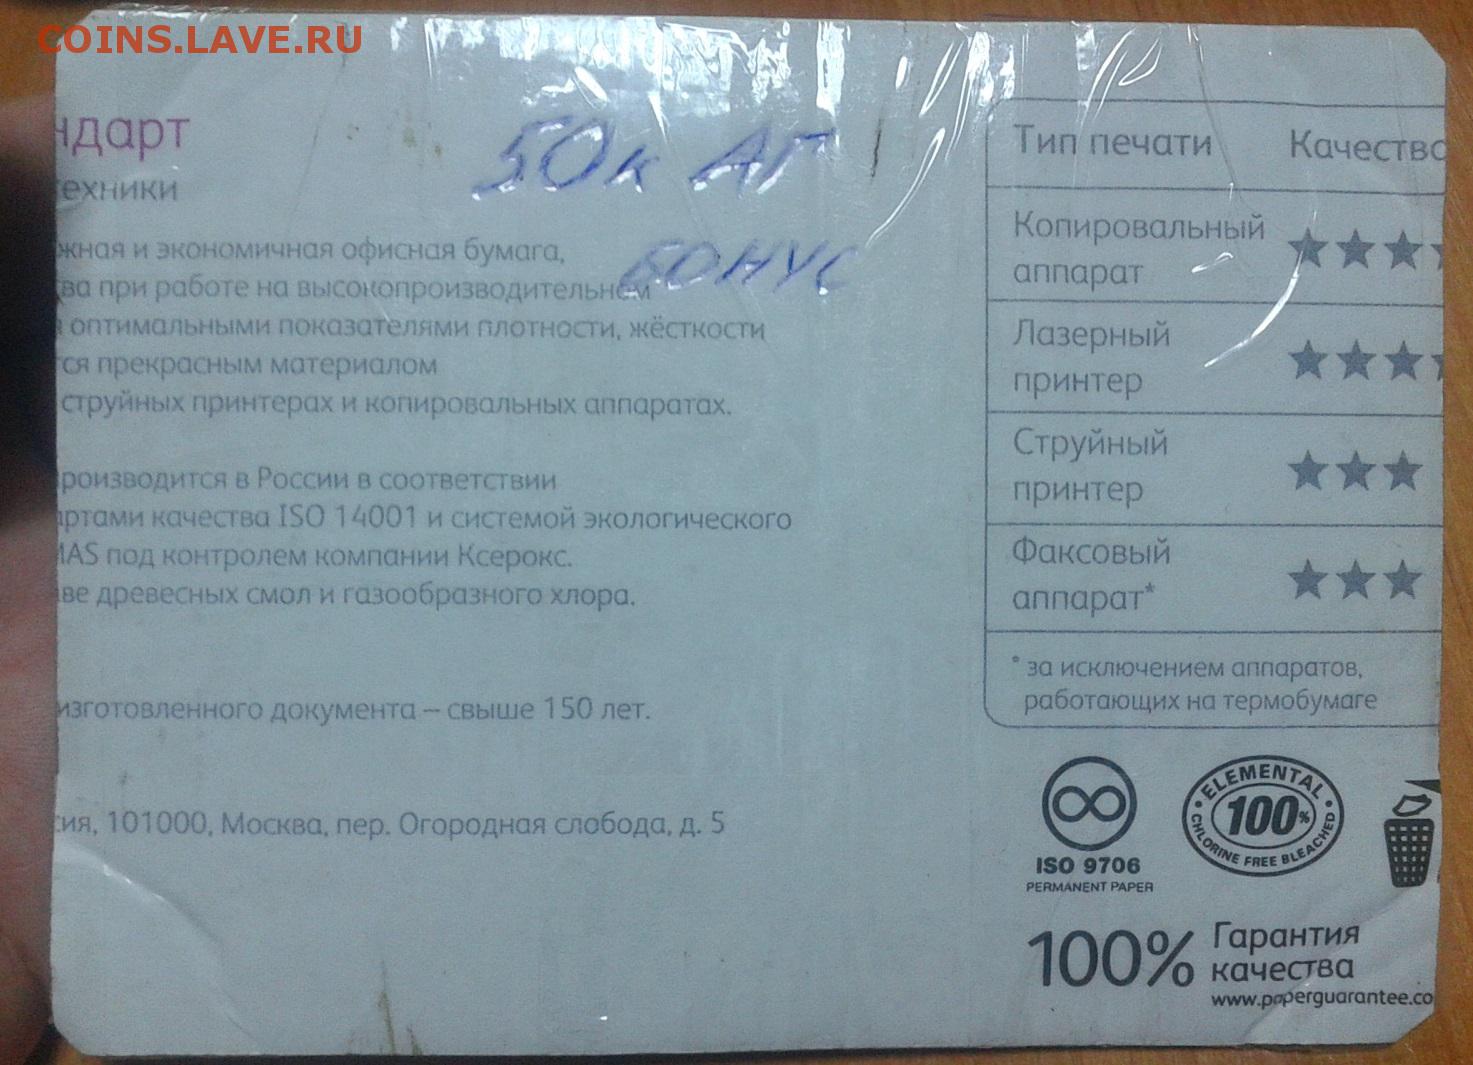 COINS.LAVE.RU
ндарт
техники
50к АГ
бонус
жная и экономичная офисная бумага,
ва при работе на высокопроизводительном
оптимальными показателями плотности, жёсткости
тся прекрасным материалом
струйных принтерах и копировальных аппаратах.
роизводится в России в соответствии
артами качества ISO 14001 и системой экологического
MAS под контролем компании Ксерокс.
ве древесных смол и газообразного хлора.
изготовленного документа – свыше 150 лет.
сия, 101000, Москва, пер. Огородная слобода, д. 5
Тип печати Качество
Копировальный
аппарат
Лазерный
принтер
Струйный
принтер
Факсовый
аппарат*
* за исключением аппаратов,
работающих на термобумаге
ISO 9706
PERMANENT PAPER
ELEMENTAL
100%
CHLORINE FREE BLEACHED
100% Гарантия
качества
www.paperguarantee.co